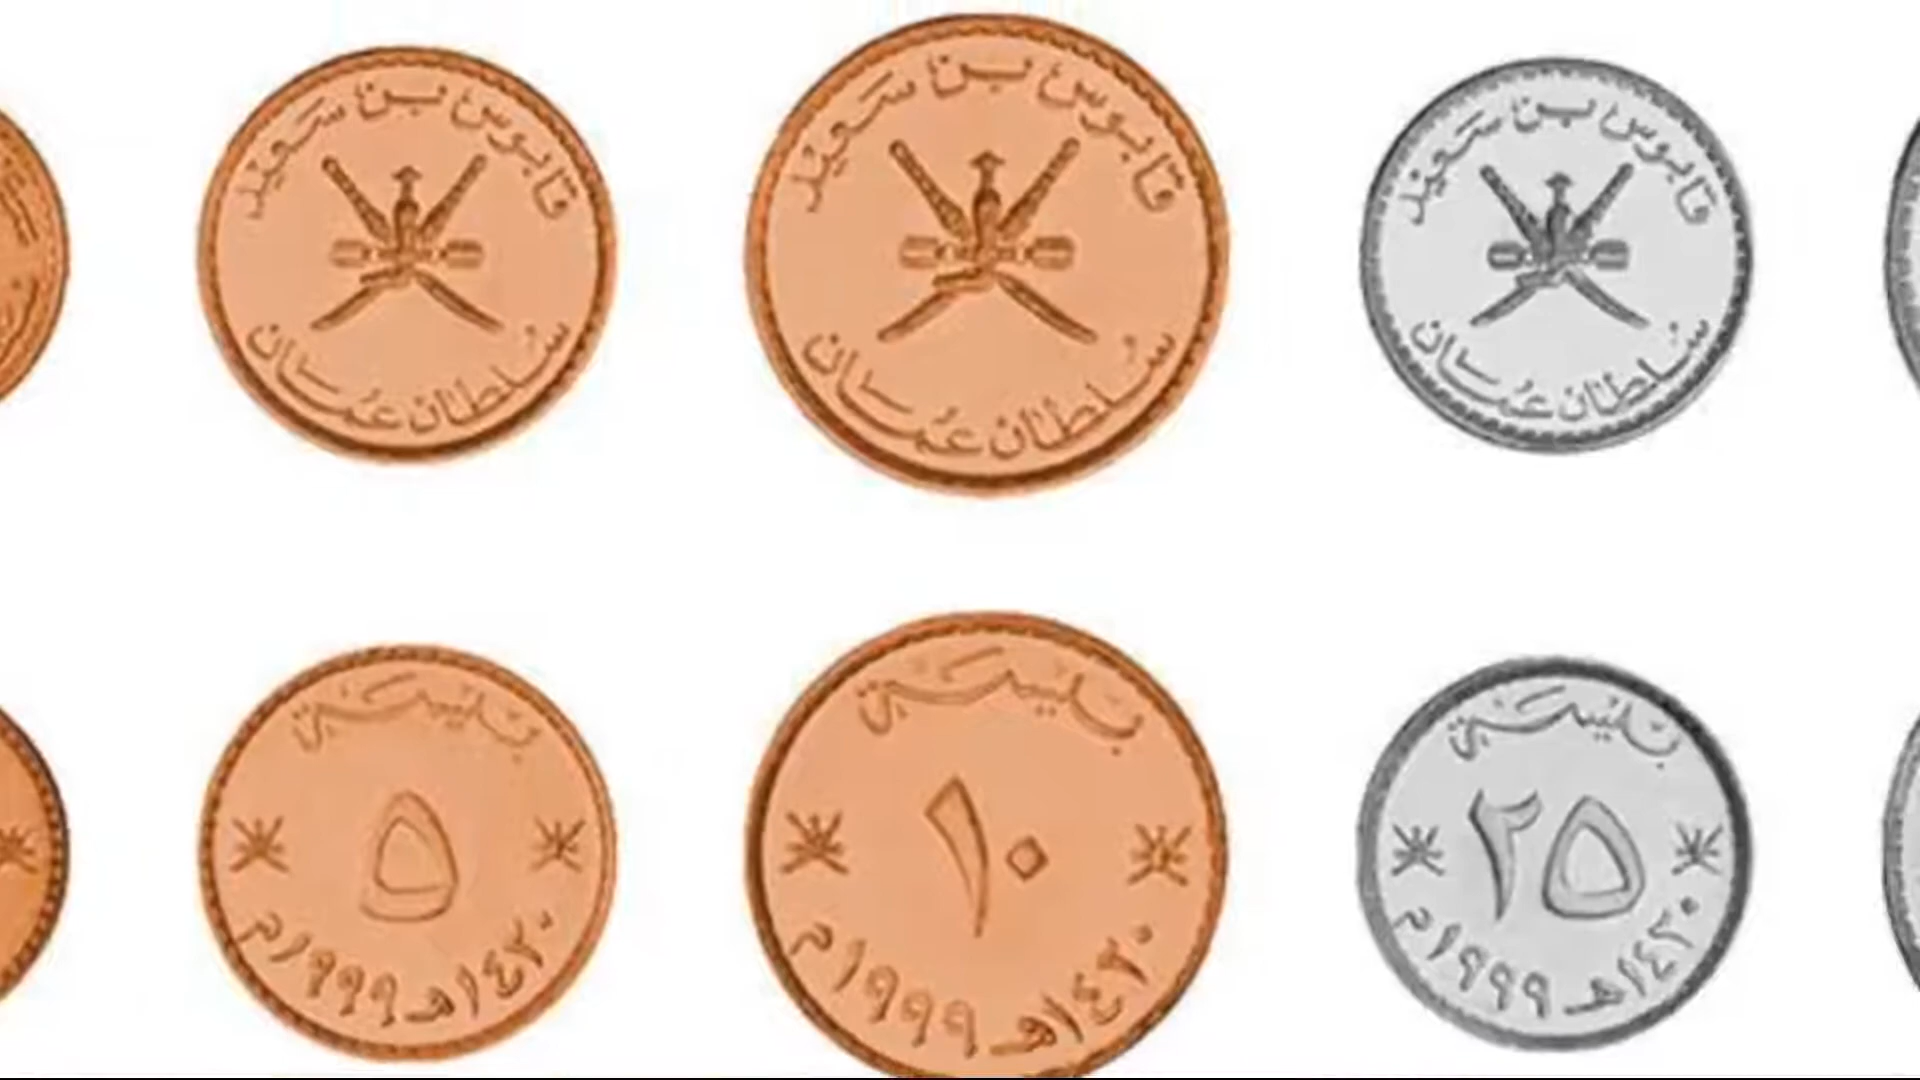 قابوس بن سعيد
سلطان عمان
قابوس بن سعيد
سلطان عمان
قابوس بن سعيد
سلطان عمان
بيسة
٥
١٤٢٠هـ ١٩٩٩م
بيسة
١٠
١٤٢٠هـ ١٩٩٩م
بيسة
٢٥
١٤٢٠هـ ١٩٩٩م